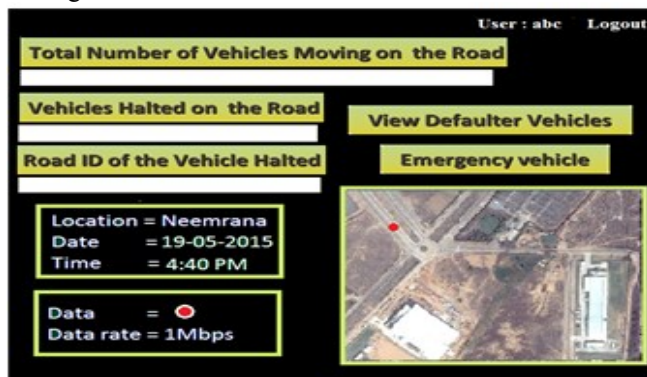 User : abc Logout
Total Number of Vehicles Moving on the Road
Vehicles Halted on the Road
View Defaulter Vehicles
Road ID of the Vehicle Halted
Emergency vehicle
Location = Neemrana
Date = 19-05-2015
Time = 4:40 PM
Data =
Data rate = 1Mbps